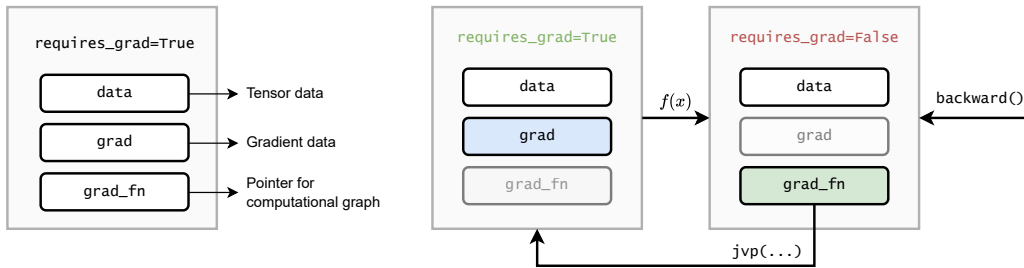 requires_grad=True
data
Tensor data
grad
Gradient data
grad_fn
Pointer for
computational graph
requires_grad=True
data
grad
grad_fn
f(x)
requires_grad=False
data
grad
grad_fn
backward()
jvp(...)